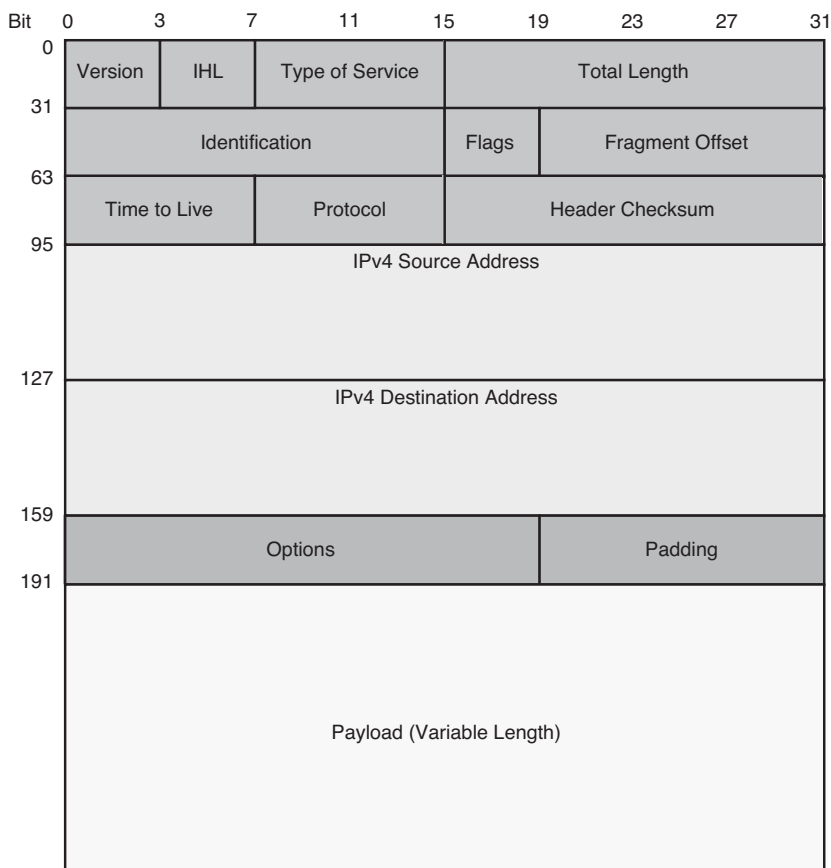 Bit 0 3 7 11 15 19 23 27 31
0
Version IHL Type of Service Total Length
31
Identification Flags Fragment Offset
63
Time to Live Protocol Header Checksum
95
IPv4 Source Address
127
IPv4 Destination Address
159
Options Padding
191
Payload (Variable Length)